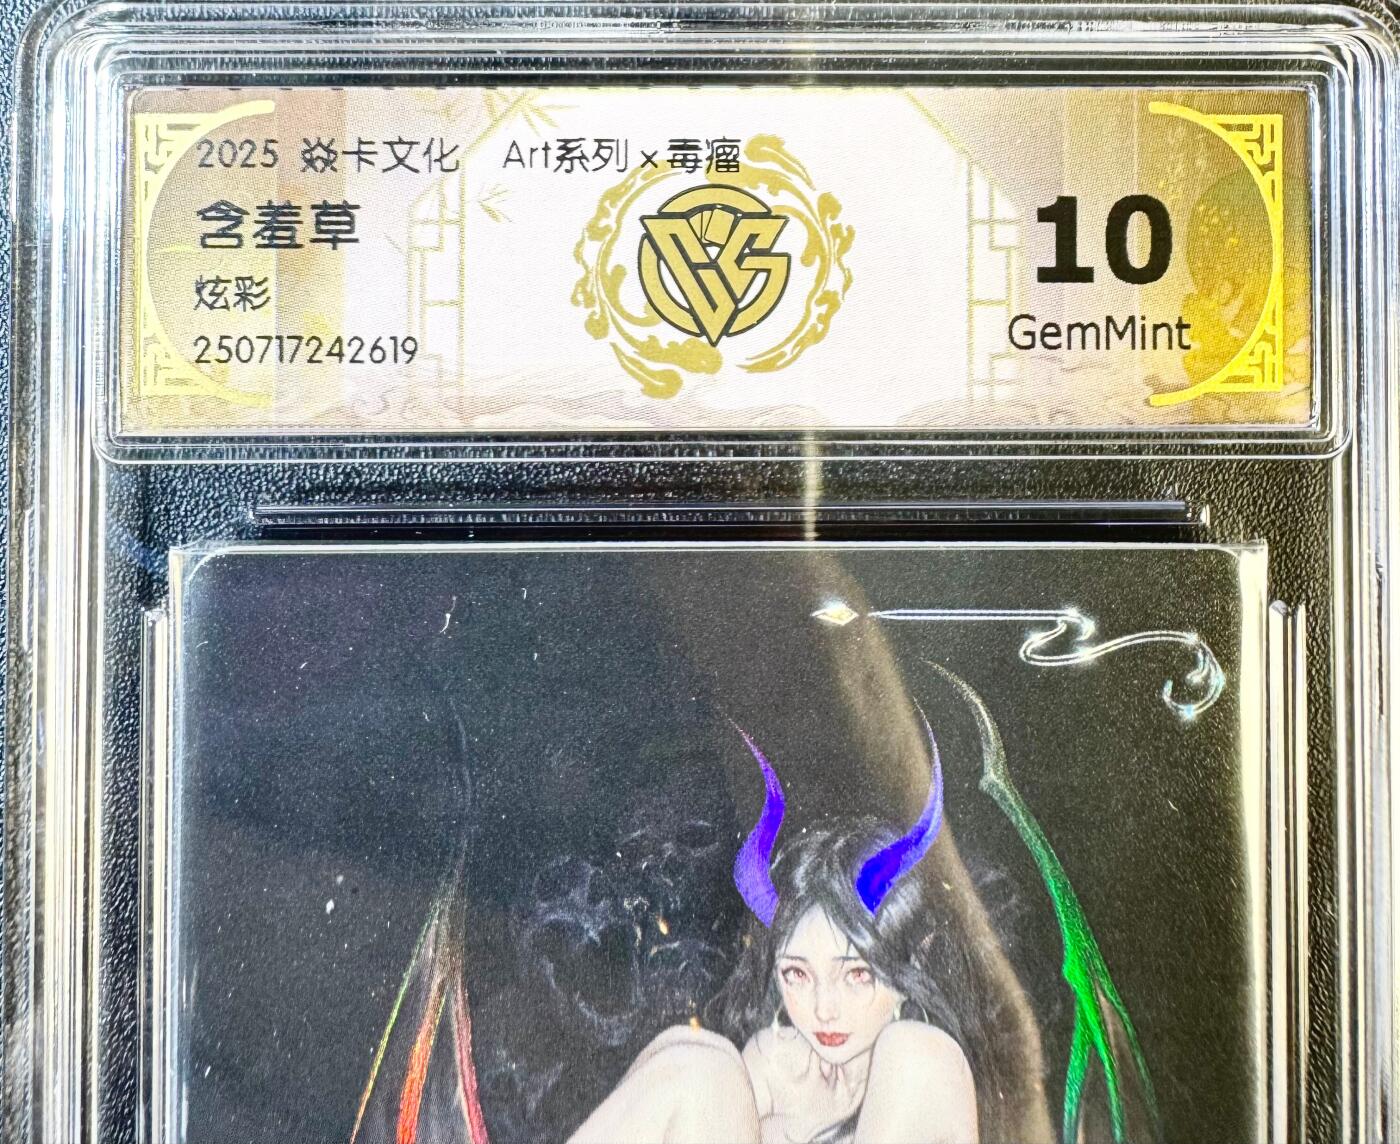 2025 焱卡文化 Art系列 x 毒瘤
含羞草
炫彩
250717242619
10
GemMint